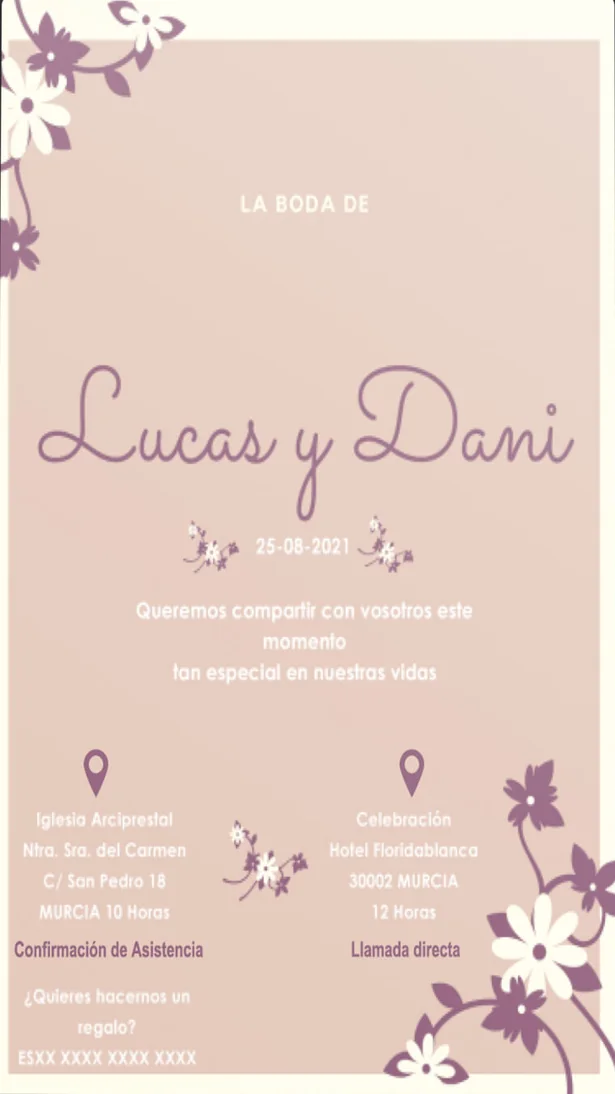 LA BODA DE
Lucas y Dani
25-08-2021
Queremos compartir con vosotros este
momento
tan especial en nuestras vidas
Iglesia Arciprestal
Ntra. Sra. del Carmen
C/ San Pedro 18
MURCIA 10 Horas
Confirmación de Asistencia
¿Quieres hacernos un
regalo?
ESXX XXXX XXXX XXXX
Celebración
Hotel Floridablanca
30002 MURCIA
12 Horas
Llamada directa